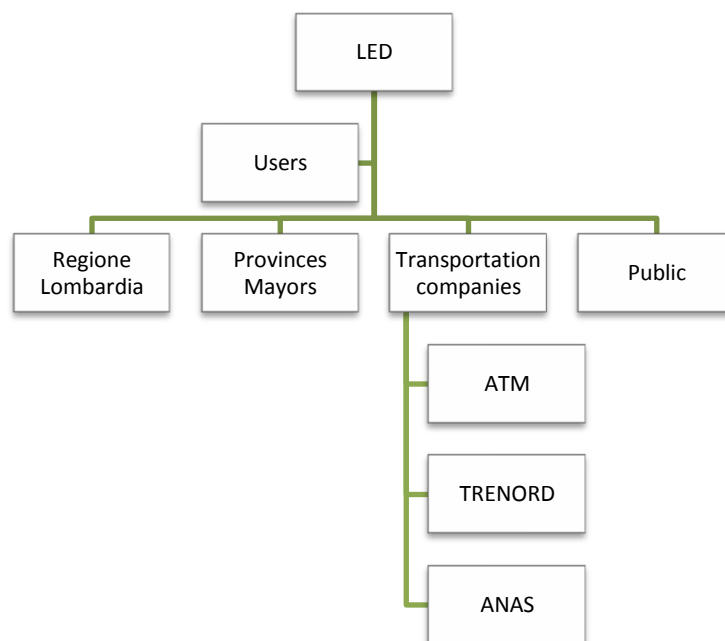 LED
Users
Regione
Lombardia
Provinces
Mayors
Transportation
companies
Public
ATM
TRENORD
ANAS